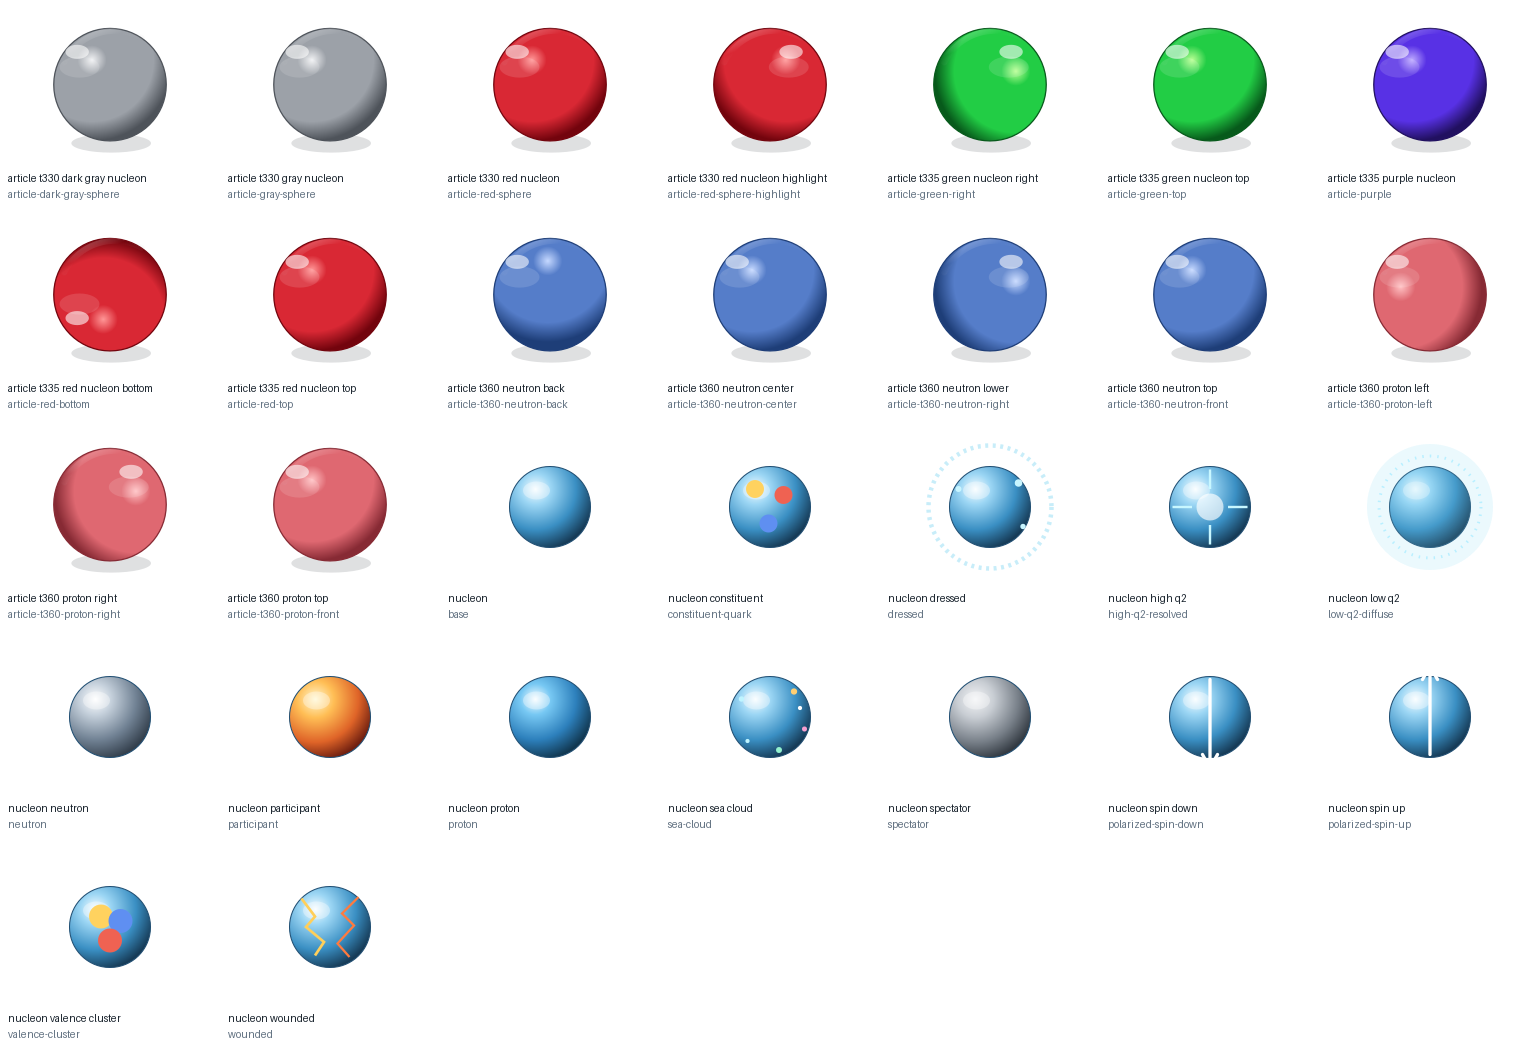 article t330 dark gray nucleon
article-dark-gray-sphere
article t330 gray nucleon
article-gray-sphere
article t330 red nucleon
article-red-sphere
article t330 red nucleon highlight
article-red-sphere-highlight
article t335 green nucleon right
article-green-right
article t335 green nucleon top
article-green-top
article t335 purple nucleon
article-purple
article t335 red nucleon bottom
article-red-bottom
article t335 red nucleon top
article-red-top
article t360 neutron back
article-t360-neutron-back
article t360 neutron center
article-t360-neutron-center
article t360 neutron lower
article-t360-neutron-right
article t360 neutron top
article-t360-neutron-front
article t360 proton left
article-t360-proton-left
article t360 proton right
article-t360-proton-right
article t360 proton top
article-t360-proton-front
nucleon
base
nucleon constituent
constituent-quark
nucleon dressed
dressed
nucleon high q2
high-q2-resolved
nucleon low q2
low-q2-diffuse
nucleon neutron
neutron
nucleon participant
participant
nucleon proton
proton
nucleon sea cloud
sea-cloud
nucleon spectator
spectator
nucleon spin down
polarized-spin-down
nucleon spin up
polarized-spin-up
nucleon valence cluster
valence-cluster
nucleon wounded
wounded